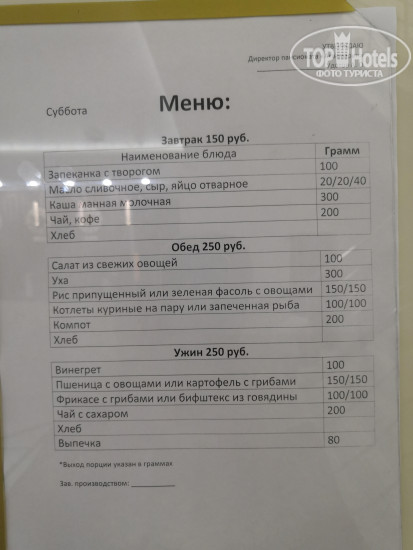 TOP Hotels
ФОТО ТУРИСТА
Директор пансионата
Суббота
Меню:
Завтрак 150 руб.
Наименование блюда Грамм
Запеканка с творогом 100
Масло сливочное, сыр, яйцо отварное 20/20/40
Каша манная молочная 300
Чай, кофе 200
Хлеб
Обед 250 руб.
Салат из свежих овощей 100
Уха 300
Рис припущенный или зеленая фасоль с овощами 150/150
Котлеты куриные на пару или запеченная рыба 100/100
Компот 200
Хлеб
Ужин 250 руб.
Винегрет 100
Пшеница с овощами или картофель с грибами 150/150
Фрикасе с грибами или бифштекс из говядины 100/100
Чай с сахаром 200
Хлеб
Выпечка 80
*Выход порции указан в граммах
Зав. производством: ____________